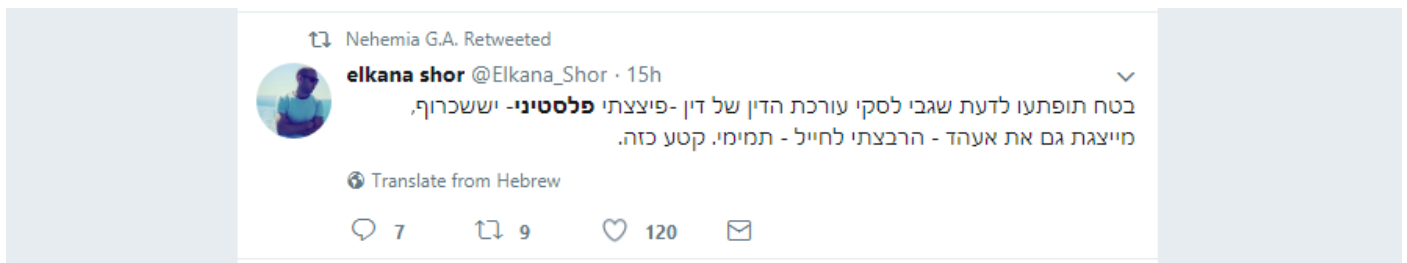 Nehemia G.A. Retweeted
elkana shor @Elkana_Shor · 15h
בטח תופתעו לדעת שגבי לסקי עורכת הדין של דין -פיצצתי פלסטיני- יששכרוף,
מייצגת גם את אעהד - הרבצתי לחייל - תמימי. קטע כזה.
Translate from Hebrew
7 9 120